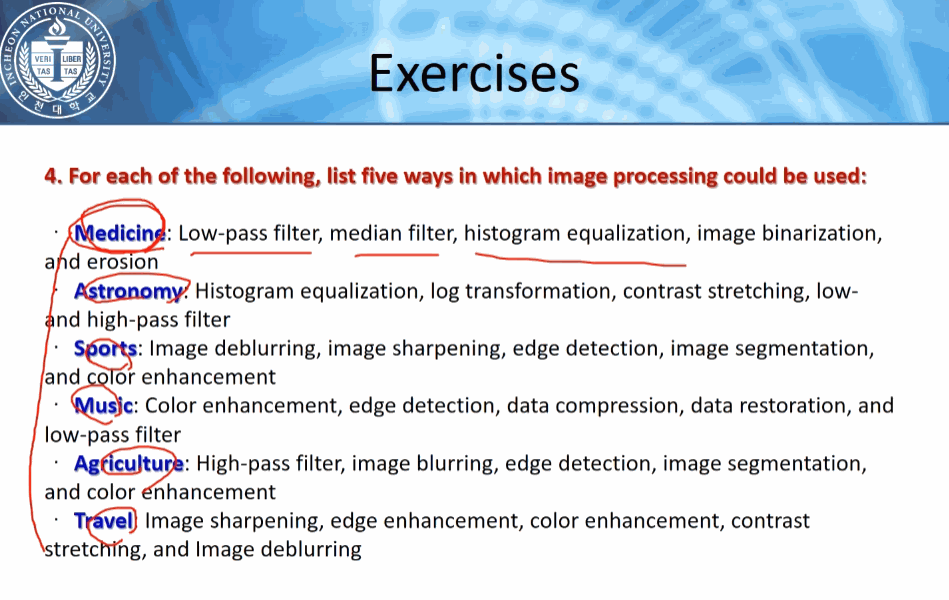 INCHEON NATIONAL UNIVERSITY
VERI LIBER
TAS TAS
인천대학교
Exercises
4. For each of the following, list five ways in which image processing could be used:
· Medicine: Low-pass filter, median filter, histogram equalization, image binarization,
and erosion
· Astronomy: Histogram equalization, log transformation, contrast stretching, low-
and high-pass filter
· Sports: Image deblurring, image sharpening, edge detection, image segmentation,
and color enhancement
· Music: Color enhancement, edge detection, data compression, data restoration, and
low-pass filter
· Agriculture: High-pass filter, image blurring, edge detection, image segmentation,
and color enhancement
· Travel: Image sharpening, edge enhancement, color enhancement, contrast
stretching, and Image deblurring